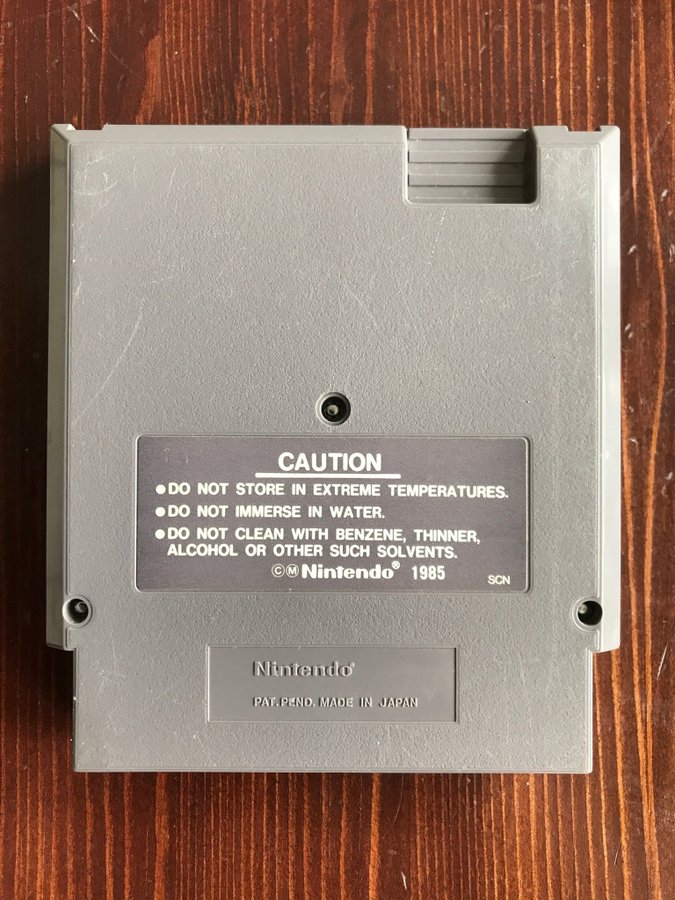 CAUTION
●DO NOT STORE IN EXTREME TEMPERATURES.
●DO NOT IMMERSE IN WATER.
●DO NOT CLEAN WITH BENZENE, THINNER,
ALCOHOL OR OTHER SUCH SOLVENTS.
©Ⓜ Nintendo® 1985 SCN
Nintendo®
PAT. PEND. MADE IN JAPAN